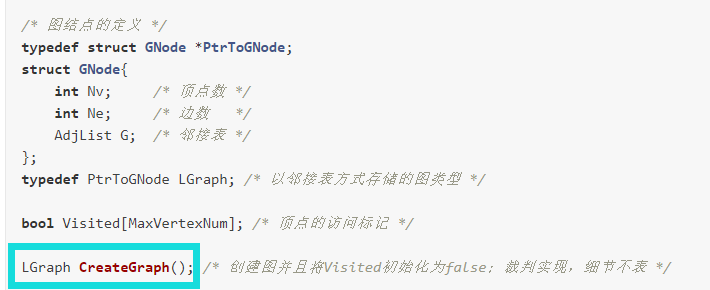 /* 图结点的定义 */
typedef struct GNode *PtrToGNode;
struct GNode{
    int Nv;     /* 顶点数 */
    int Ne;     /* 边数   */
    AdjList G;  /* 邻接表 */
};
typedef PtrToGNode LGraph; /* 以邻接表方式存储的图类型 */
bool Visited[MaxVertexNum]; /* 顶点的访问标记 */
LGraph CreateGraph(); /* 创建图并且将Visited初始化为false; 裁判实现，细节不表 */